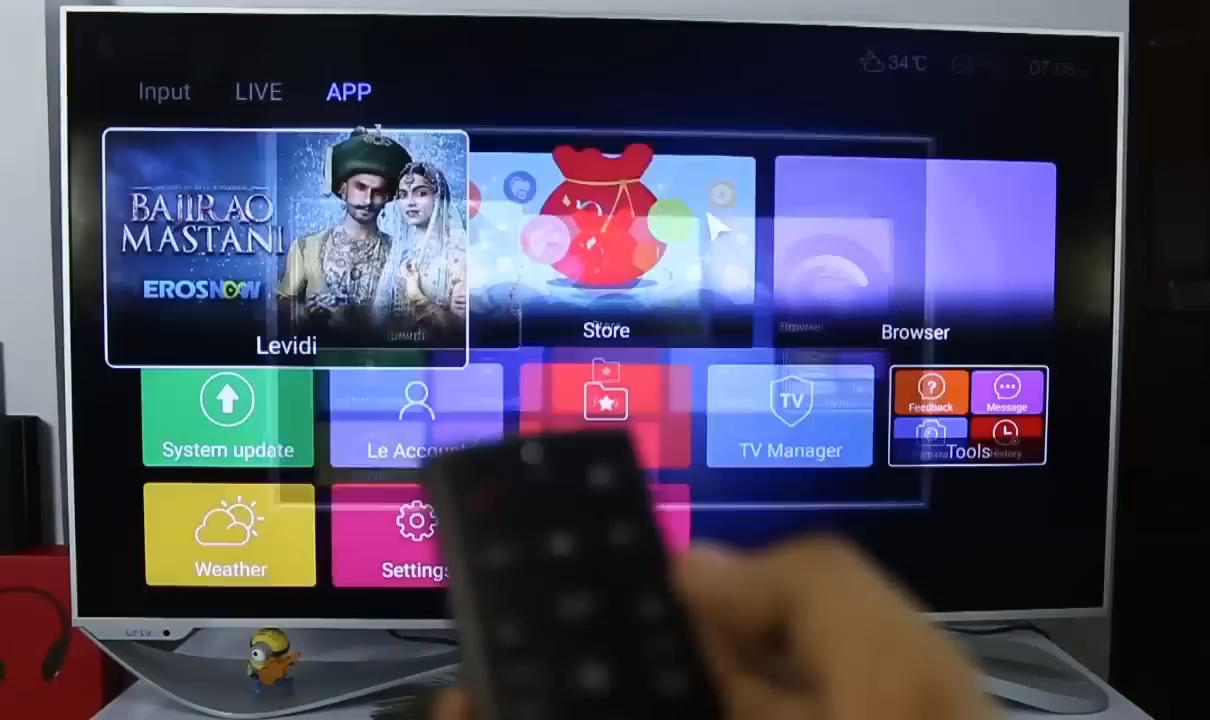 34℃
Input LIVE APP
BAJIRAO
MASTANI
EROSNOW
Levidi
Store
Browser
System update
Le Account
TV
TV Manager
Feedback
Message
Tools
History
Weather
Settings